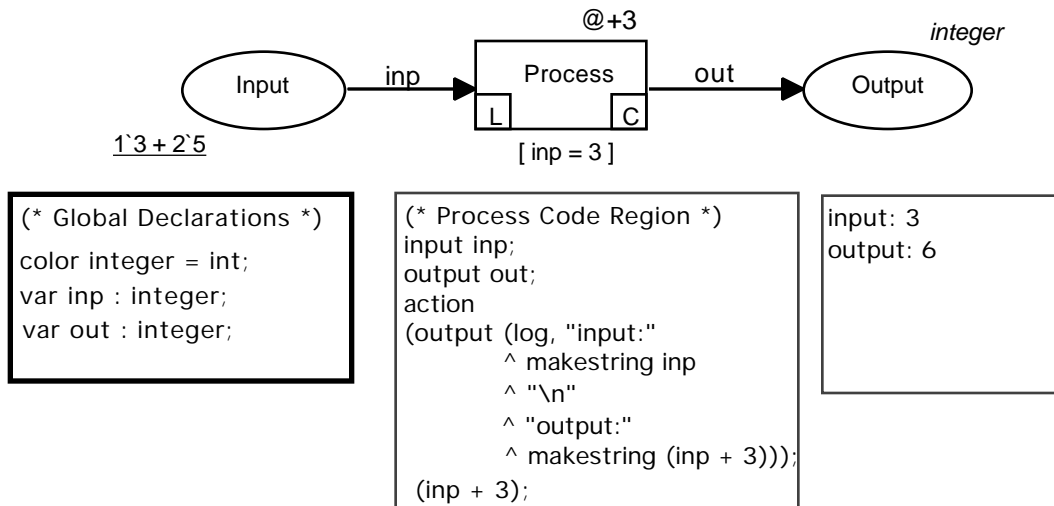 @+3
integer
Input
inp
Process
out
Output
L
C
1`3 + 2`5
[ inp = 3 ]
(* Global Declarations *)
color integer = int;
var inp : integer;
var out : integer;
(* Process Code Region *)
input inp;
output out;
action
(output (log, "input:"
^ makestring inp
^ "\n"
^ "output:"
^ makestring (inp + 3)));
(inp + 3);
input: 3
output: 6